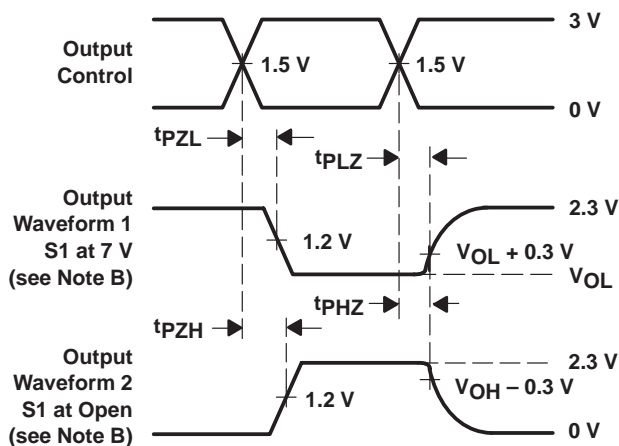 3 V
Output
Control
1.5 V
1.5 V
0 V
tPZL
tPLZ
Output
Waveform 1
S1 at 7 V
(see Note B)
2.3 V
1.2 V
VOL + 0.3 V
VOL
tPHZ
tPZH
Output
Waveform 2
S1 at Open
(see Note B)
2.3 V
1.2 V
VOH – 0.3 V
0 V